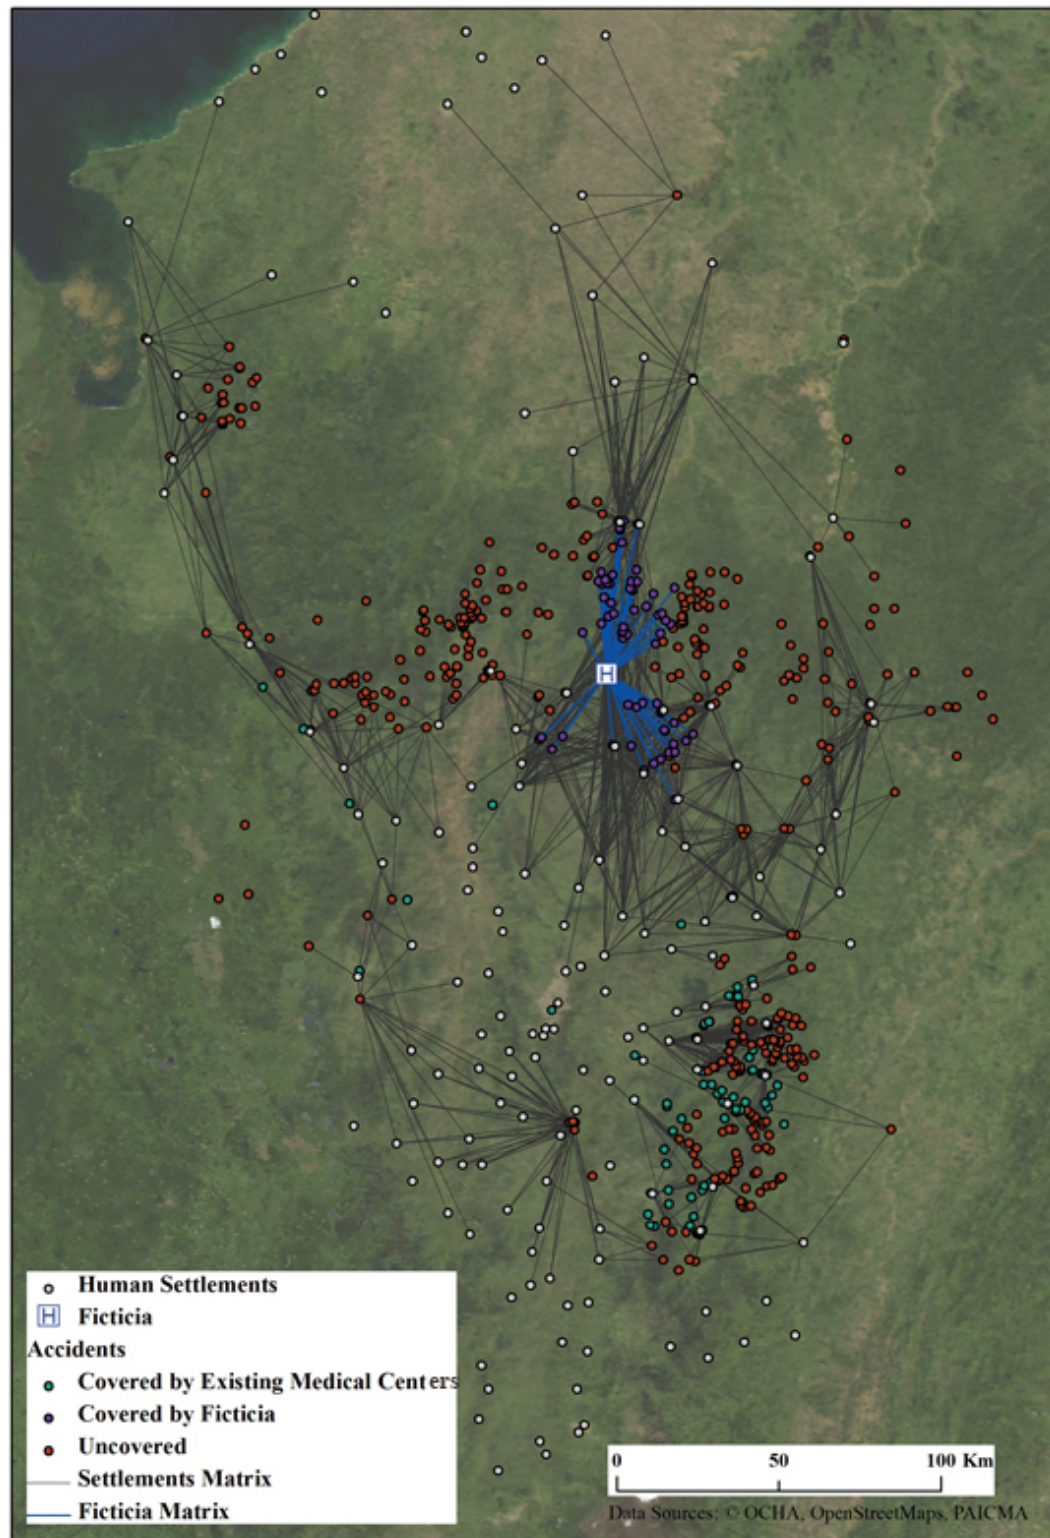 Human Settlements
H Ficticia
Accidents
Covered by Existing Medical Centers
Covered by Ficticia
Uncovered
Settlements Matrix
Ficticia Matrix
H
0 50 100 Km
Data Sources: © OCHA, OpenStreetMaps, PAICMA